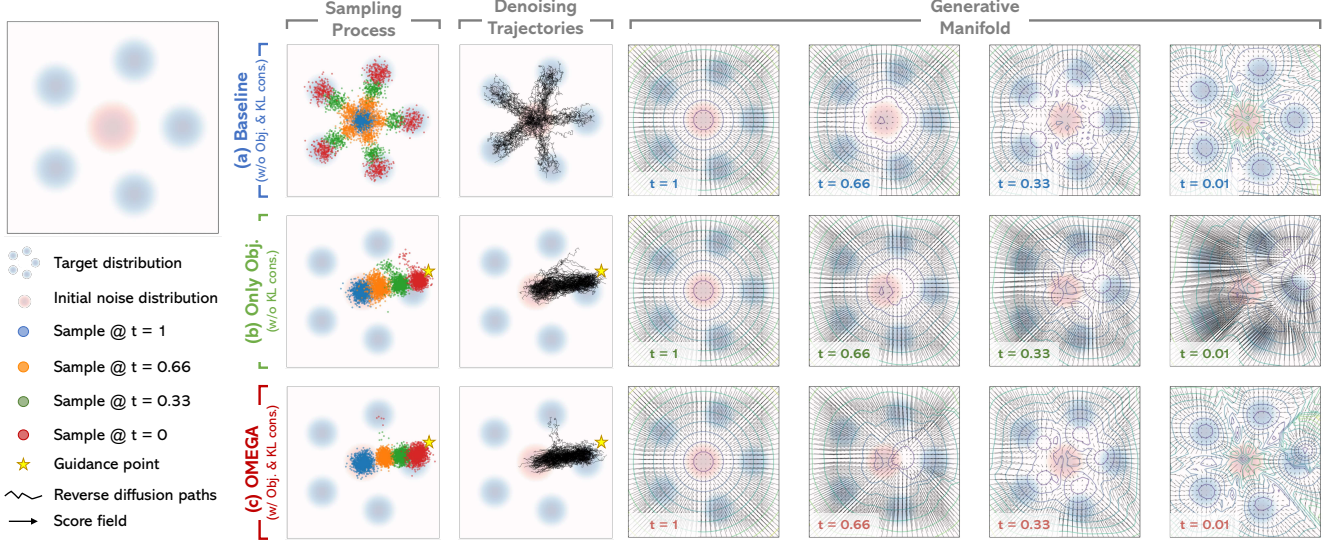 Sampling
Process
Denoising
Trajectories
Generative
Manifold
(a) Baseline
(w/o Obj. & KL cons.)
t = 1
t = 0.66
t = 0.33
t = 0.01
(b) Only Obj.
(w/o KL cons.)
t = 1
t = 0.66
t = 0.33
t = 0.01
(c) OMEGA
(w/ Obj. & KL cons.)
t = 1
t = 0.66
t = 0.33
t = 0.01
Target distribution
Initial noise distribution
Sample @ t = 1
Sample @ t = 0.66
Sample @ t = 0.33
Sample @ t = 0
Guidance point
Reverse diffusion paths
Score field